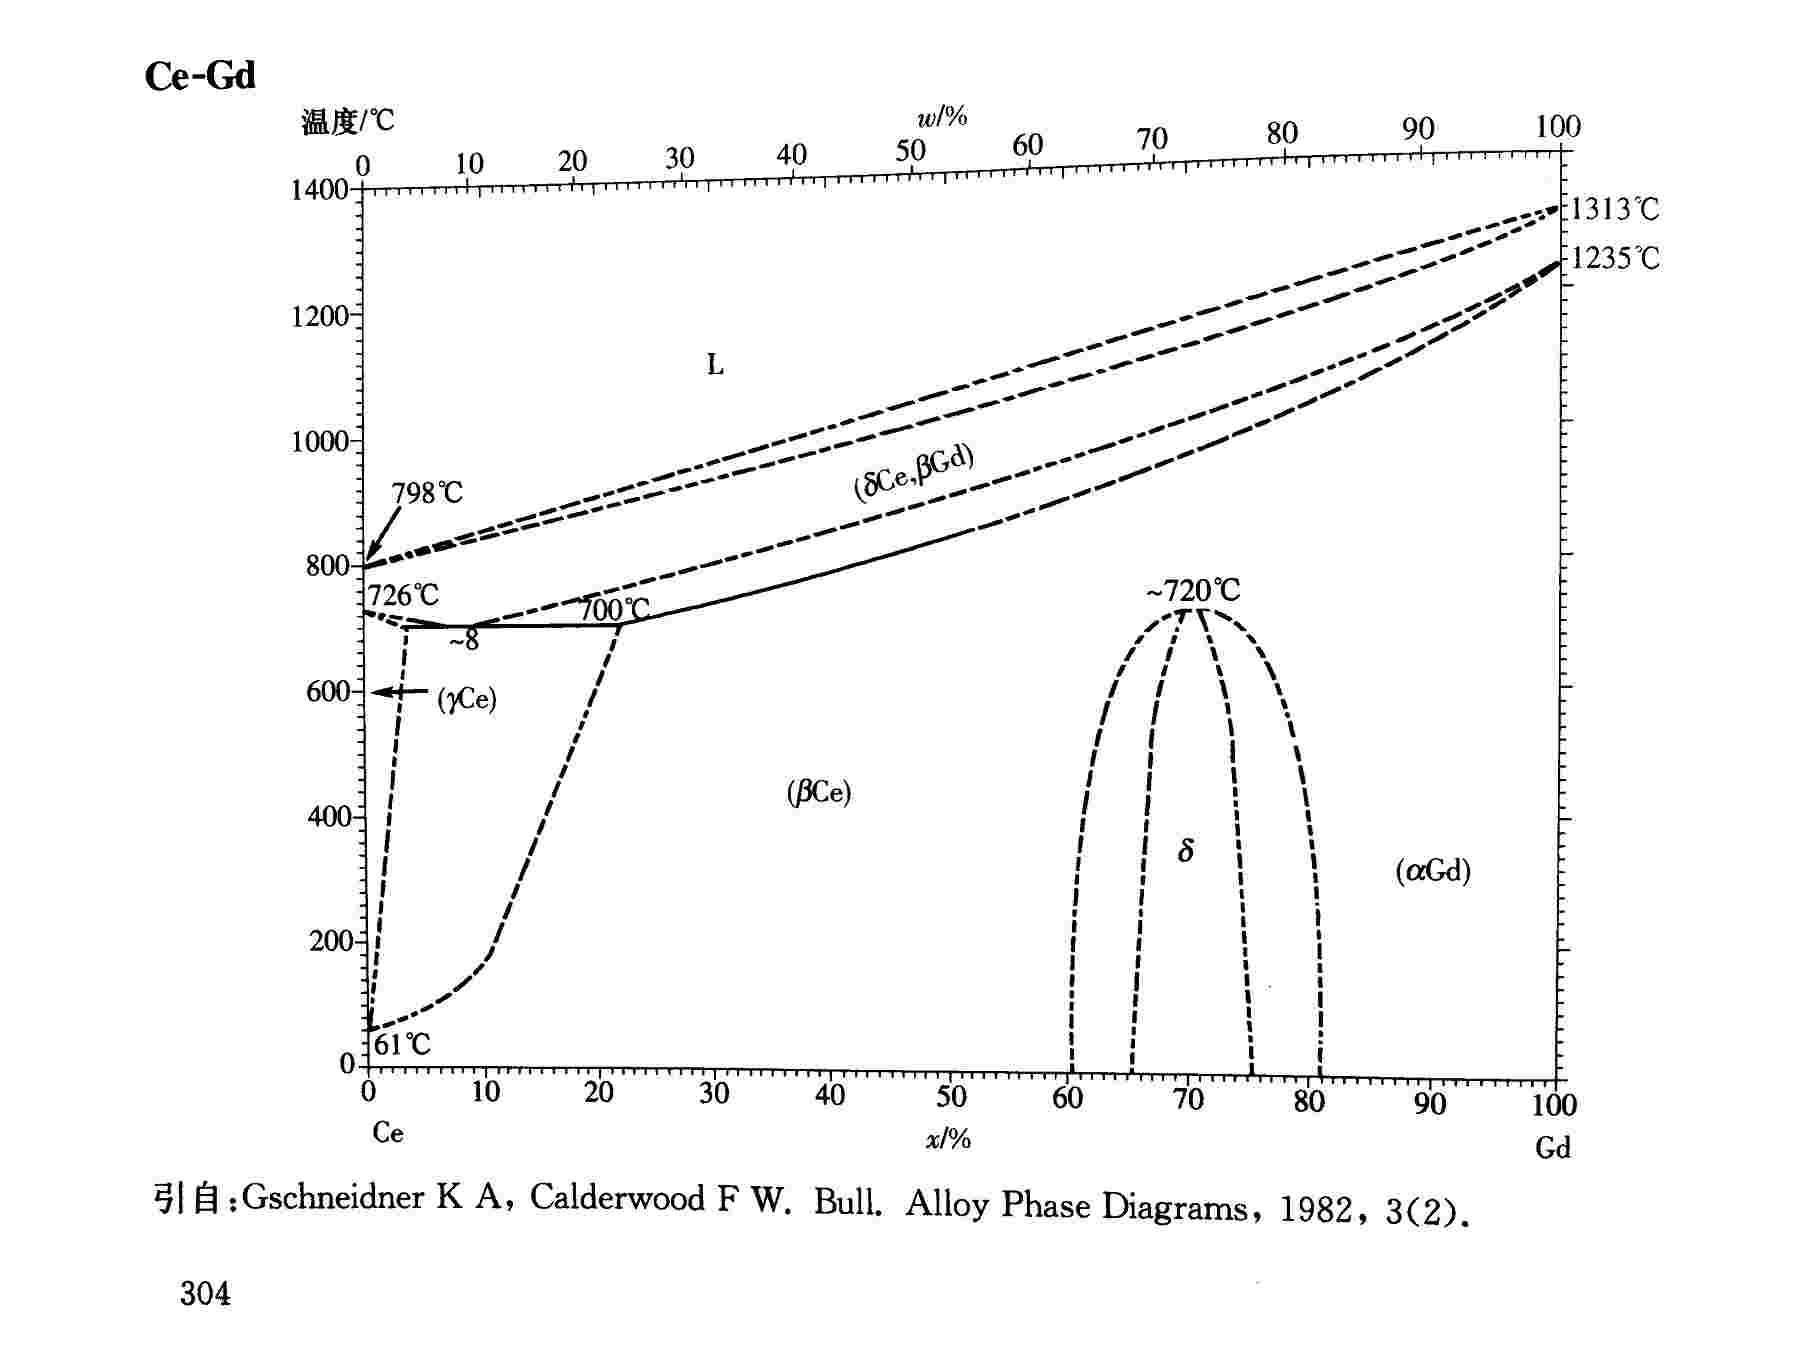 Ce-Gd
温度/℃
w/%
0 10 20 30 40 50 60 70 80 90 100
1400
1313℃
1235℃
1200
L
1000
(δCe,βGd)
798℃
800
726℃
700℃
~720℃
~8
600
(γCe)
(βCe)
400
δ
(αGd)
200
61℃
0
0 10 20 30 40 50 60 70 80 90 100
Ce
x/%
Gd
引自:Gschneidner K A, Calderwood F W. Bull. Alloy Phase Diagrams, 1982, 3(2).
304